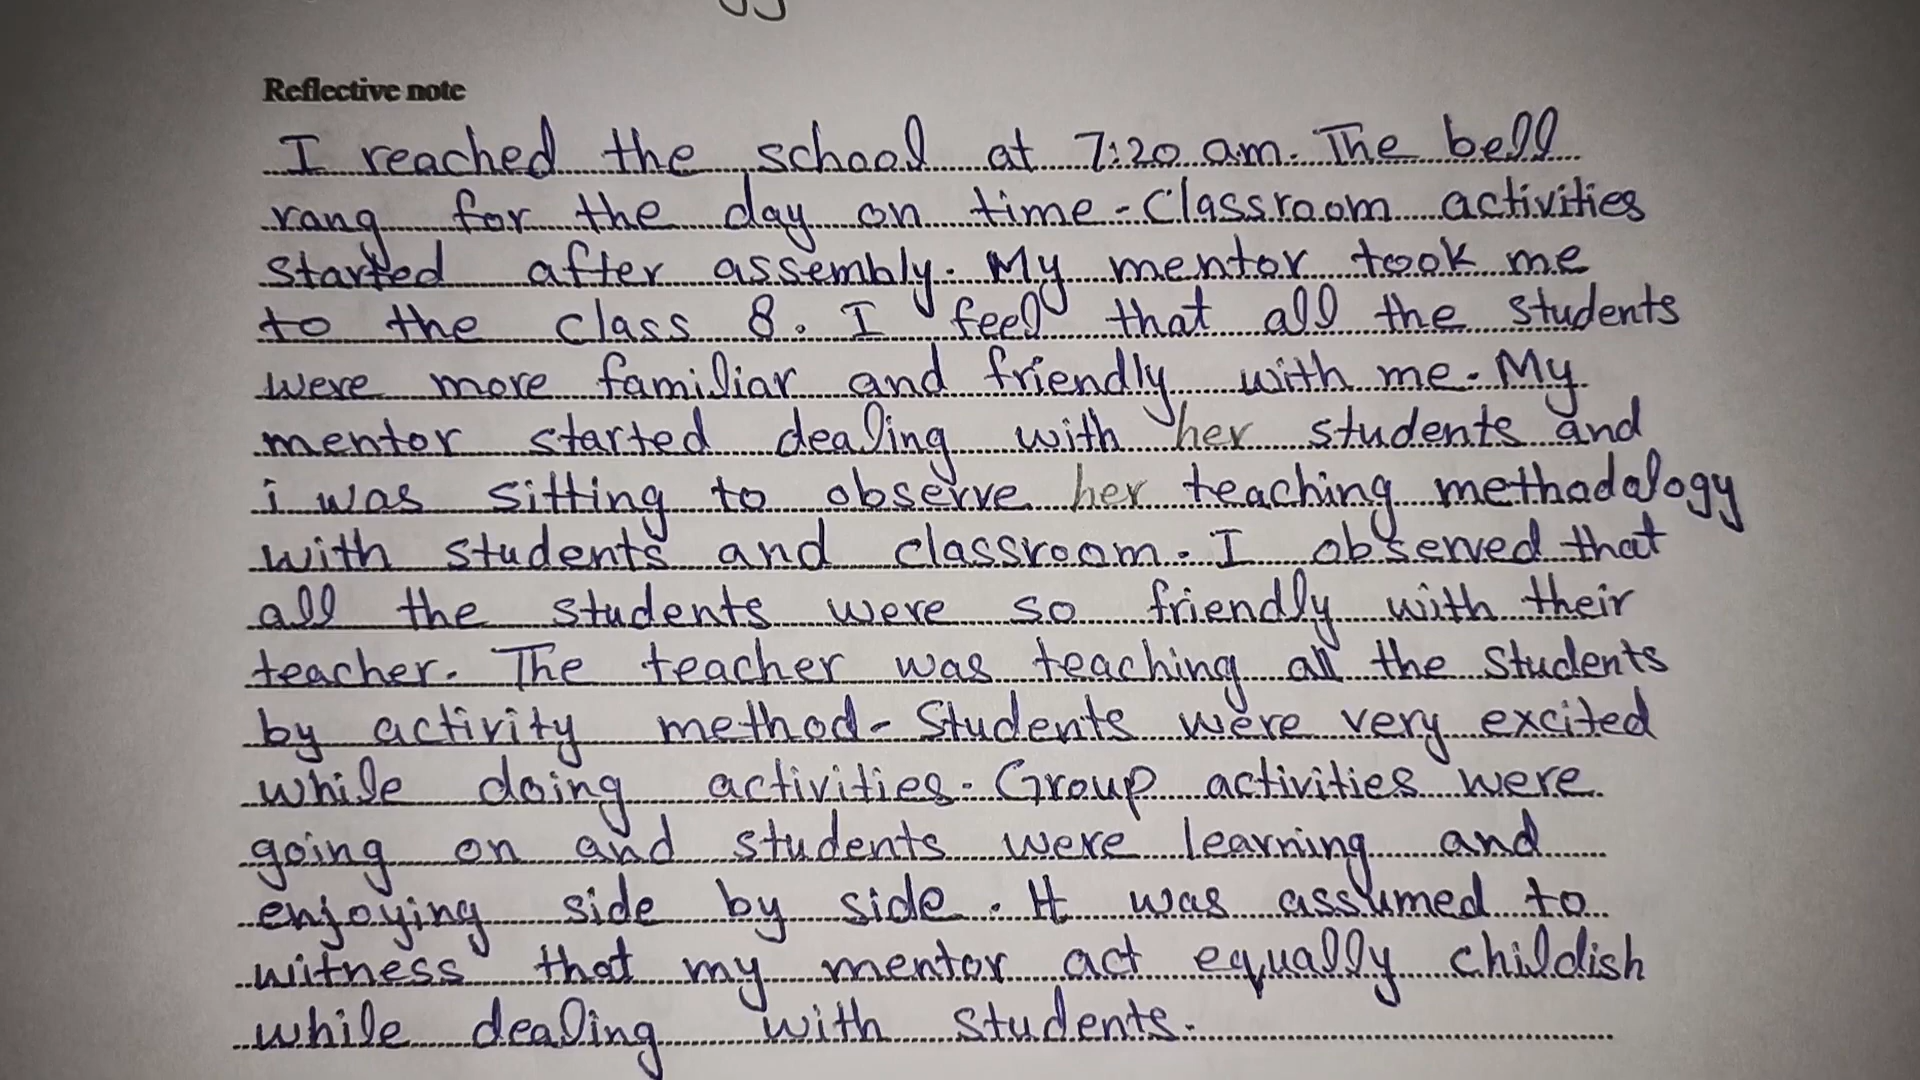 Reflective note
I reached the school at 7:20 am. The bell
rang for the day on time - Classroom activities
started after assembly. My mentor took me
to the class 8. I feel that all the students
were more familiar and friendly with me. My
mentor started dealing with her students and
i was sitting to observe her teaching methodology
with students and classroom. I observed that
all the students were so friendly with their
teacher. The teacher was teaching all the students
by activity method - Students were very excited
while doing activities. Group activities were
going on and students were learning and
enjoying side by side. It was assumed to
witness that my mentor act equally childish
while dealing with students.